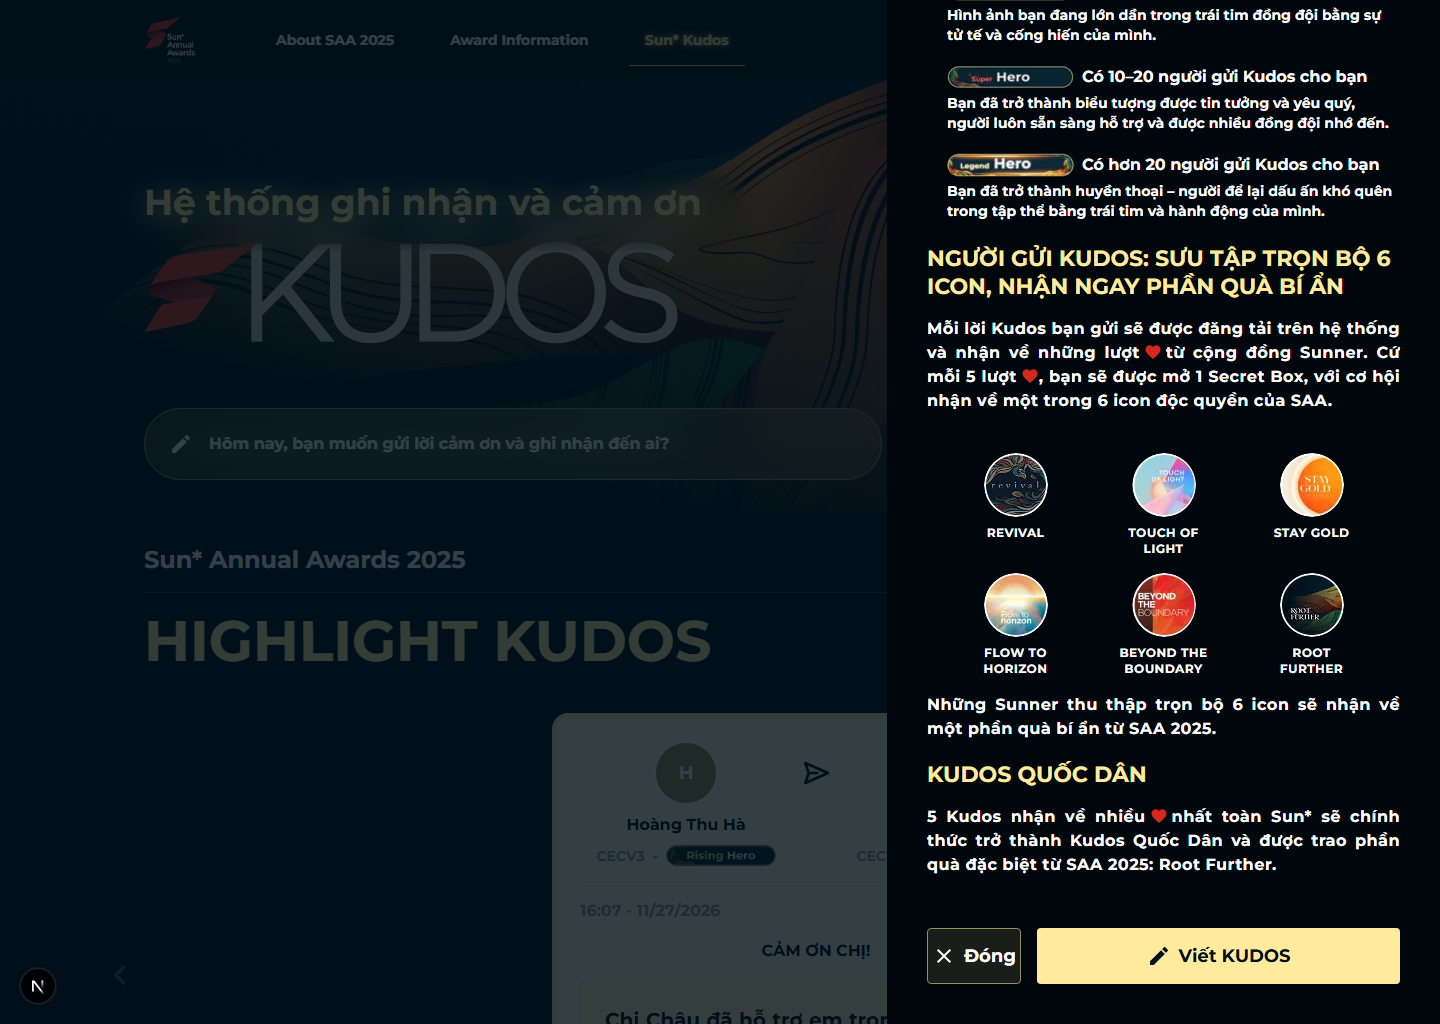 Sun*
Annual
Awards
2025
About SAA 2025
Award Information
Sun* Kudos
Hệ thống ghi nhận và cảm ơn
KUDOS
Hôm nay, bạn muốn gửi lời cảm ơn và ghi nhận đến ai?
Sun* Annual Awards 2025
HIGHLIGHT KUDOS
H
Hoàng Thu Hà
CECV3 • Rising Hero
CEC
16:07 - 11/27/2026
CẢM ƠN CHỊ!
Chị Châu đã hỗ trợ em tron
N
Hình ảnh bạn đang lớn dần trong trái tim đồng đội bằng sự
tử tế và cống hiến của mình.
Super Hero Có 10–20 người gửi Kudos cho bạn
Bạn đã trở thành biểu tượng được tin tưởng và yêu quý,
người luôn sẵn sàng hỗ trợ và được nhiều đồng đội nhớ đến.
Legend Hero Có hơn 20 người gửi Kudos cho bạn
Bạn đã trở thành huyền thoại – người để lại dấu ấn khó quên
trong tập thể bằng trái tim và hành động của mình.
NGƯỜI GỬI KUDOS: SƯU TẬP TRỌN BỘ 6
ICON, NHẬN NGAY PHẦN QUÀ BÍ ẨN
Mỗi lời Kudos bạn gửi sẽ được đăng tải trên hệ thống
và nhận về những lượt ❤ từ cộng đồng Sunner. Cứ
mỗi 5 lượt ❤, bạn sẽ được mở 1 Secret Box, với cơ hội
nhận về một trong 6 icon độc quyền của SAA.
revival
TOUCH
OF LIGHT
STAY
GOLD
REVIVAL
TOUCH OF
LIGHT
STAY GOLD
Flow to
horizon
BEYOND
THE
BOUNDARY
ROOT
FURTHER
FLOW TO
HORIZON
BEYOND THE
BOUNDARY
ROOT
FURTHER
Những Sunner thu thập trọn bộ 6 icon sẽ nhận về
một phần quà bí ẩn từ SAA 2025.
KUDOS QUỐC DÂN
5 Kudos nhận về nhiều ❤ nhất toàn Sun* sẽ chính
thức trở thành Kudos Quốc Dân và được trao phần
quà đặc biệt từ SAA 2025: Root Further.
Đóng
Viết KUDOS